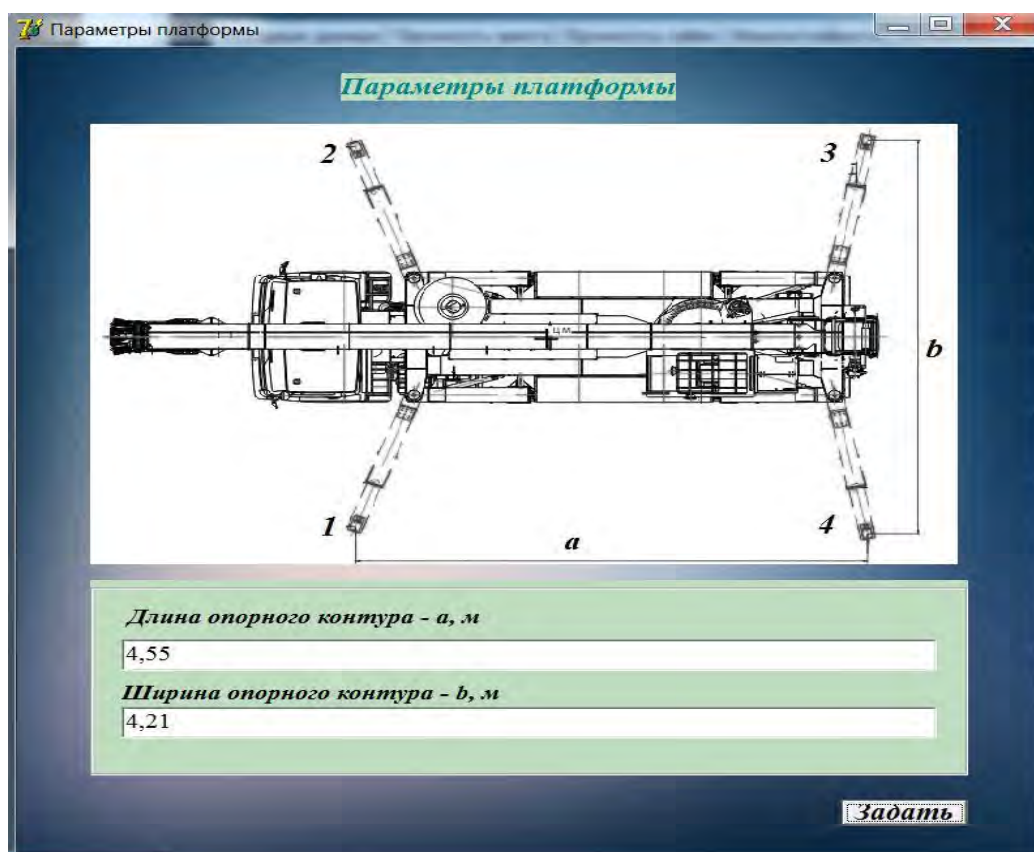 Параметры платформы
Параметры платформы
2
3
ЦМ
b
1
4
a
Длина опорного контура - a, м
4,55
Ширина опорного контура - b, м
4,21
Задать